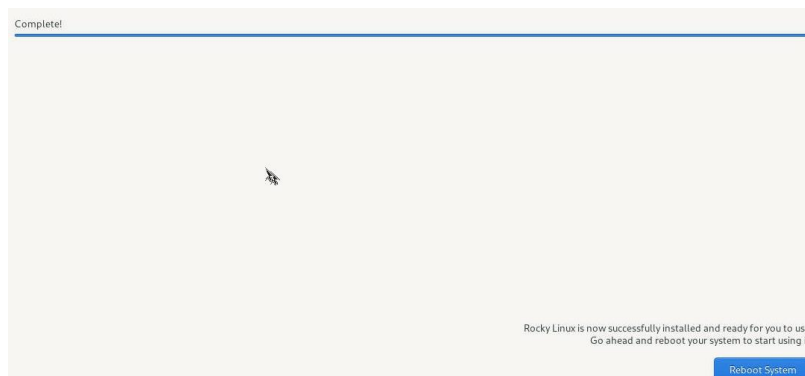 Complete!
Rocky Linux is now successfully installed and ready for you to us
Go ahead and reboot your system to start using
Reboot System